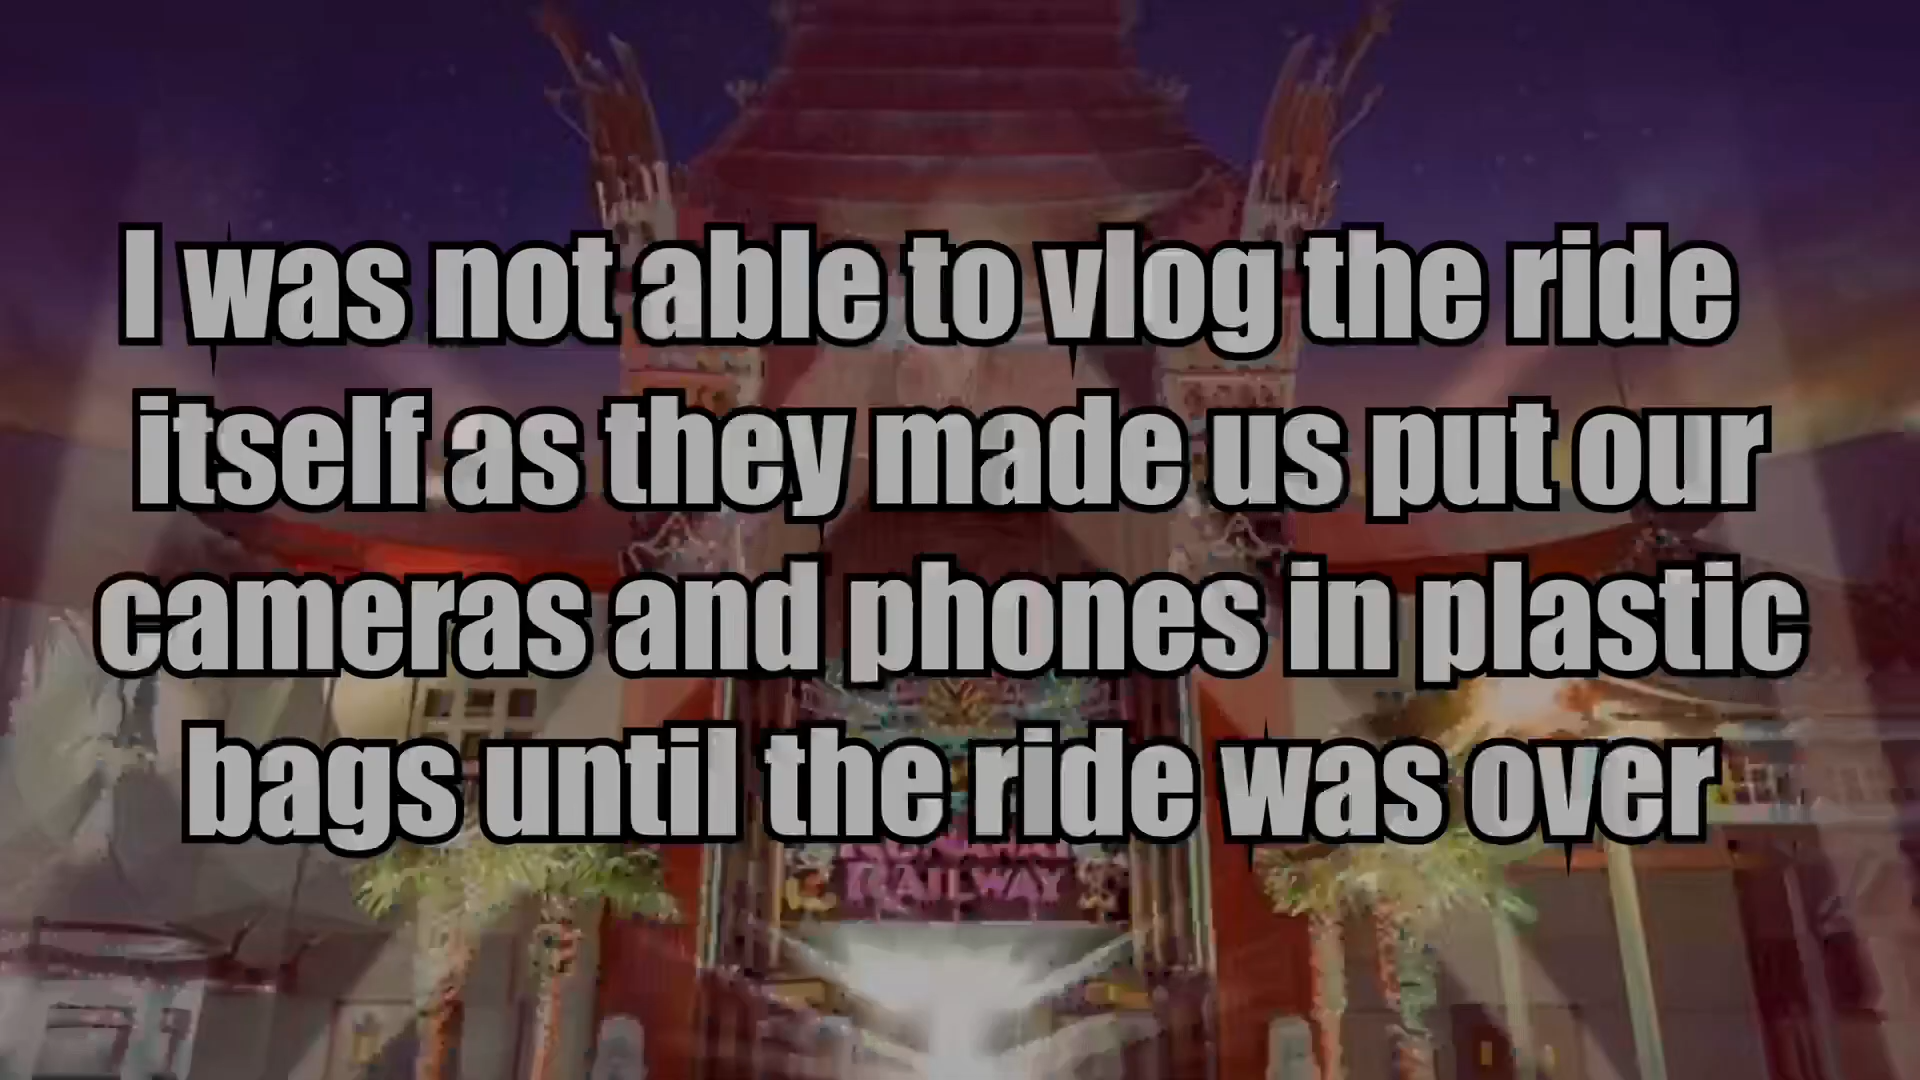 I was not able to vlog the ride
itself as they made us put our
cameras and phones in plastic
bags until the ride was over
RAILWAY